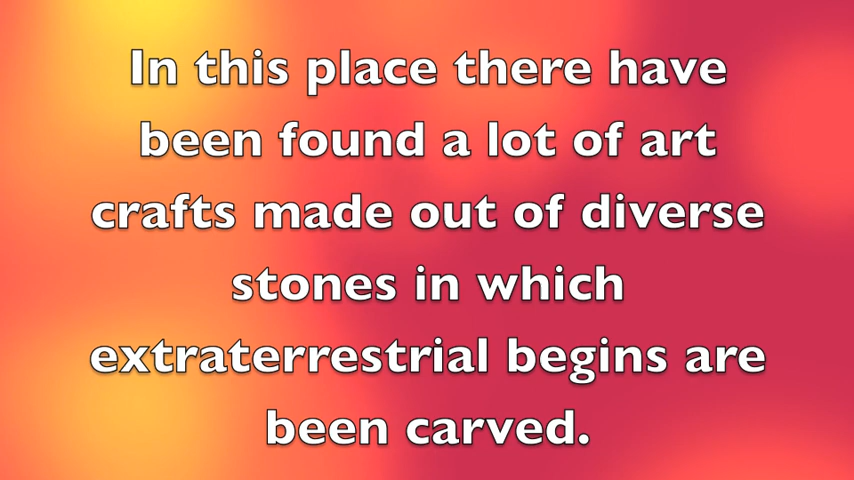 In this place there have
been found a lot of art
crafts made out of diverse
stones in which
extraterrestrial begins are
been carved.